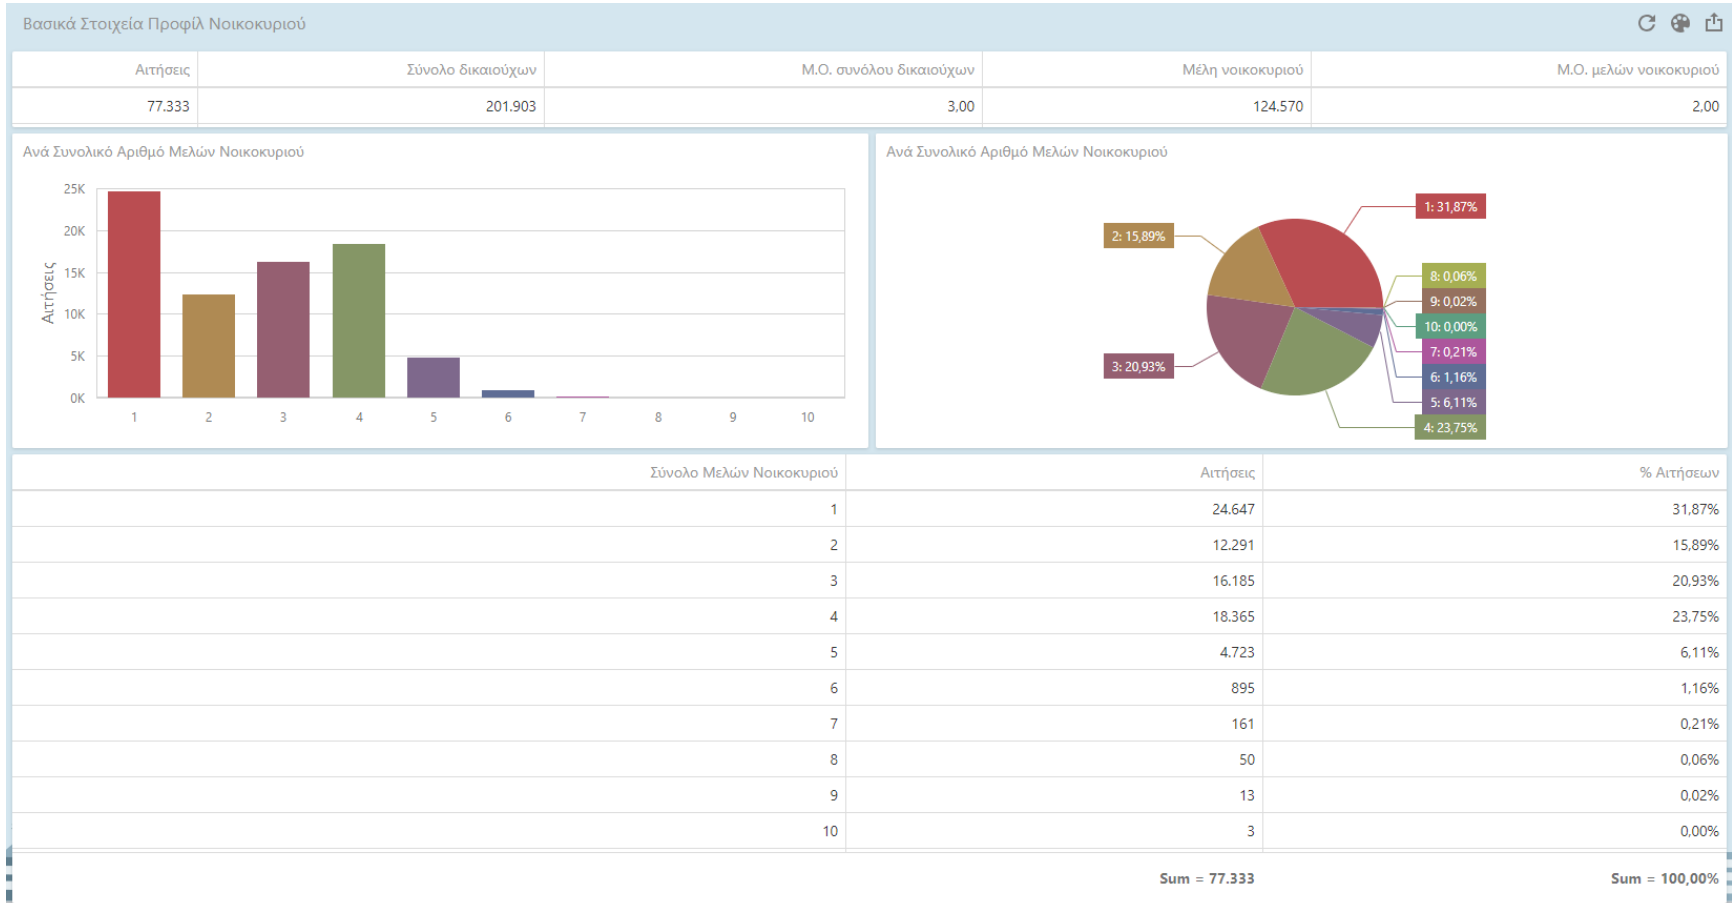 Βασικά Στοιχεία Προφίλ Νοικοκυριού
Αιτήσεις Σύνολο δικαιούχων Μ.Ο. συνόλου δικαιούχων Μέλη νοικοκυριού Μ.Ο. μελών νοικοκυριού
77.333 201.903 3,00 124.570 2,00
Ανά Συνολικό Αριθμό Μελών Νοικοκυριού
25K
20K
15K
10K
5K
0K
Αιτήσεις
1 2 3 4 5 6 7 8 9 10
Ανά Συνολικό Αριθμό Μελών Νοικοκυριού
1: 31,87%
2: 15,89%
8: 0,06%
9: 0,02%
10: 0,00%
7: 0,21%
3: 20,93%
6: 1,16%
5: 6,11%
4: 23,75%
Σύνολο Μελών Νοικοκυριού Αιτήσεις % Αιτήσεων
1 24.647 31,87%
2 12.291 15,89%
3 16.185 20,93%
4 18.365 23,75%
5 4.723 6,11%
6 895 1,16%
7 161 0,21%
8 50 0,06%
9 13 0,02%
10 3 0,00%
Sum = 77.333 Sum = 100,00%